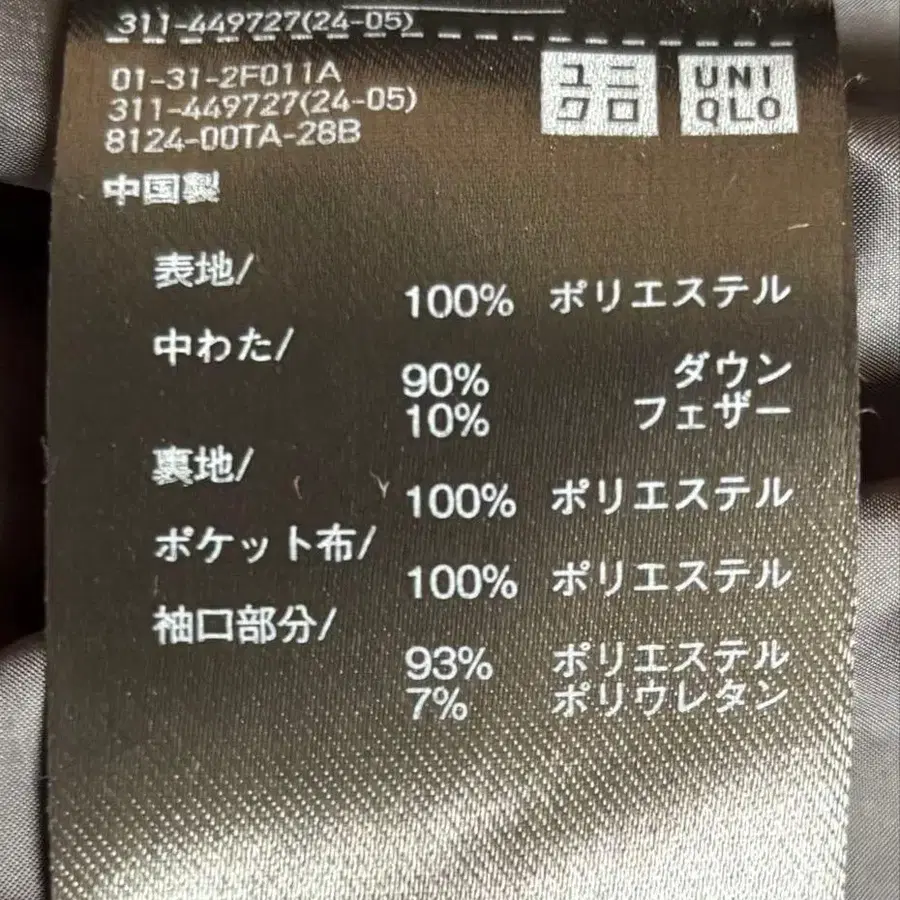 311-449727(24-05)
01-31-2F011A
311-449727(24-05)
8124-00TA-28B
ユニ
クロ
UNI
QLO
中国製
表地/
100% ポリエステル
中わた/
90% ダウン
10% フェザー
裏地/
100% ポリエステル
ポケット布/
100% ポリエステル
袖口部分/
93% ポリエステル
7% ポリウレタン